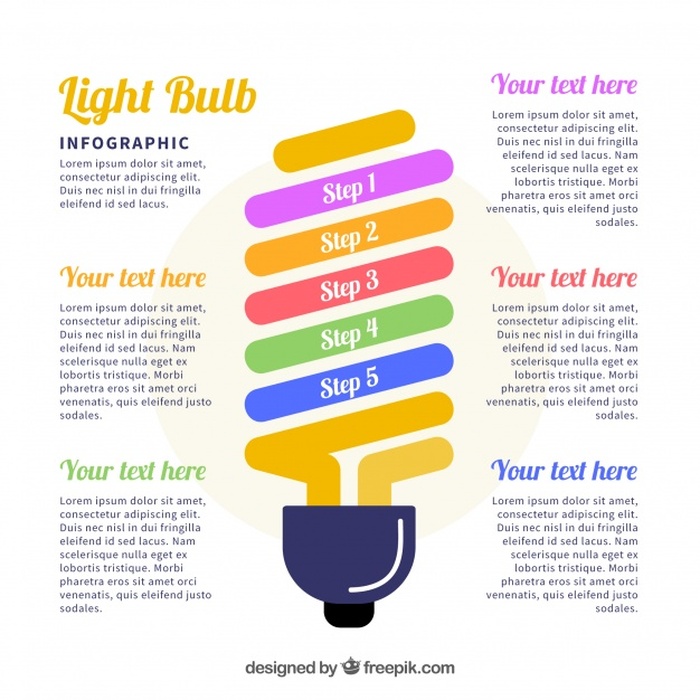 Light Bulb
INFOGRAPHIC
Lorem ipsum dolor sit amet,
consectetur adipiscing elit.
Duis nec nisl in dui fringilla
eleifend id sed lacus.
Your text here
Lorem ipsum dolor sit amet,
consectetur adipiscing elit.
Duis nec nisl in dui fringilla
eleifend id sed lacus. Nam
scelerisque nulla eget ex
lobortis tristique. Morbi
pharetra eros sit amet quam
venenatis, quis eleifend justo
sodales.
Your text here
Lorem ipsum dolor sit amet,
consectetur adipiscing elit.
Duis nec nisl in dui fringilla
eleifend id sed lacus. Nam
scelerisque nulla eget ex
lobortis tristique. Morbi
pharetra eros sit amet quam
venenatis, quis eleifend justo
sodales.
Step 1
Step 2
Step 3
Step 4
Step 5
Your text here
Lorem ipsum dolor sit amet,
consectetur adipiscing elit.
Duis nec nisl in dui fringilla
eleifend id sed lacus. Nam
scelerisque nulla eget ex
lobortis tristique. Morbi
pharetra eros sit amet quam
venenatis, quis eleifend justo
sodales.
Your text here
Lorem ipsum dolor sit amet,
consectetur adipiscing elit.
Duis nec nisl in dui fringilla
eleifend id sed lacus. Nam
scelerisque nulla eget ex
lobortis tristique. Morbi
pharetra eros sit amet quam
venenatis, quis eleifend justo
sodales.
Your text here
Lorem ipsum dolor sit amet,
consectetur adipiscing elit.
Duis nec nisl in dui fringilla
eleifend id sed lacus. Nam
scelerisque nulla eget ex
lobortis tristique. Morbi
pharetra eros sit amet quam
venenatis, quis eleifend justo
sodales.
designed by freepik.com